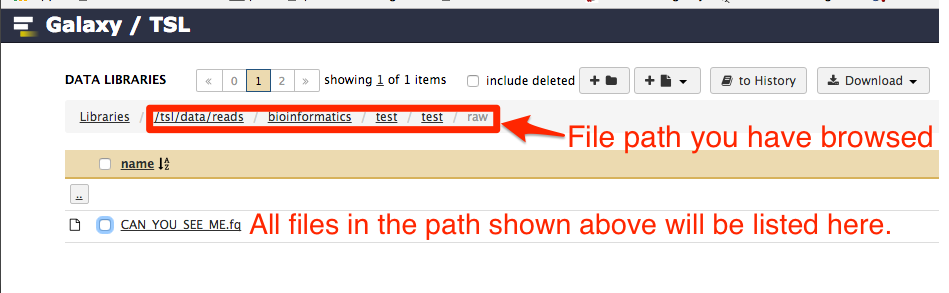 Galaxy / TSL
DATA LIBRARIES « 0 1 2 » showing 1 of 1 items include deleted + + to History Download
Libraries / /tsl/data/reads / bioinformatics / test / test / raw
File path you have browsed
name
..
CAN_YOU_SEE_ME.fq All files in the path shown above will be listed here.